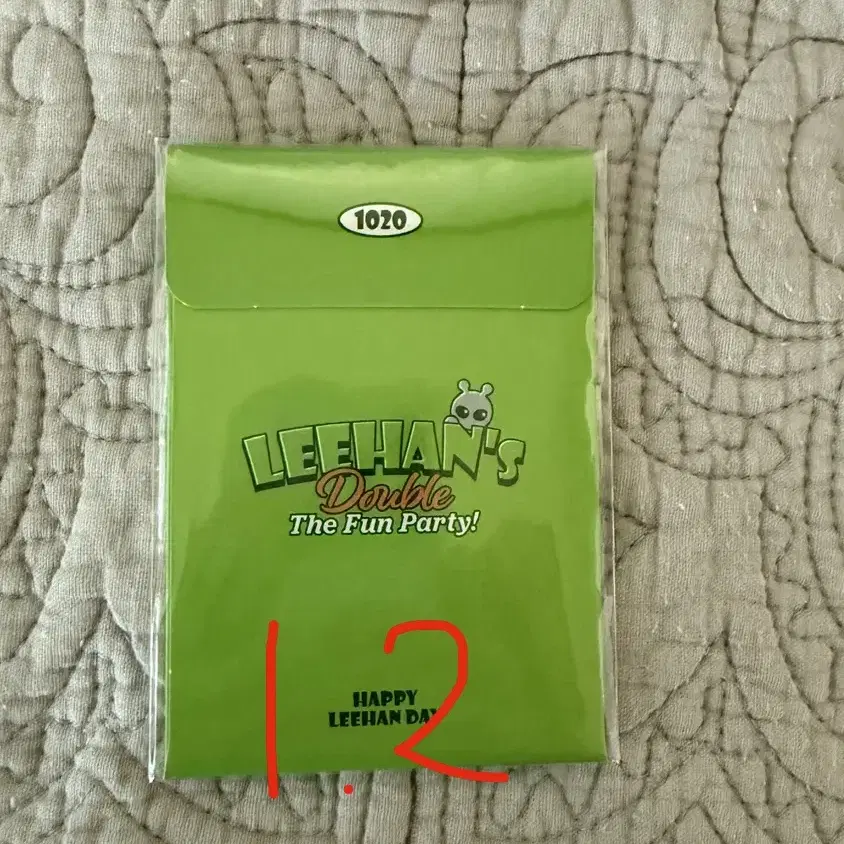 1020
LEEHAN'S
Double
The Fun Party!
HAPPY
LEEHAN DAY
1.2